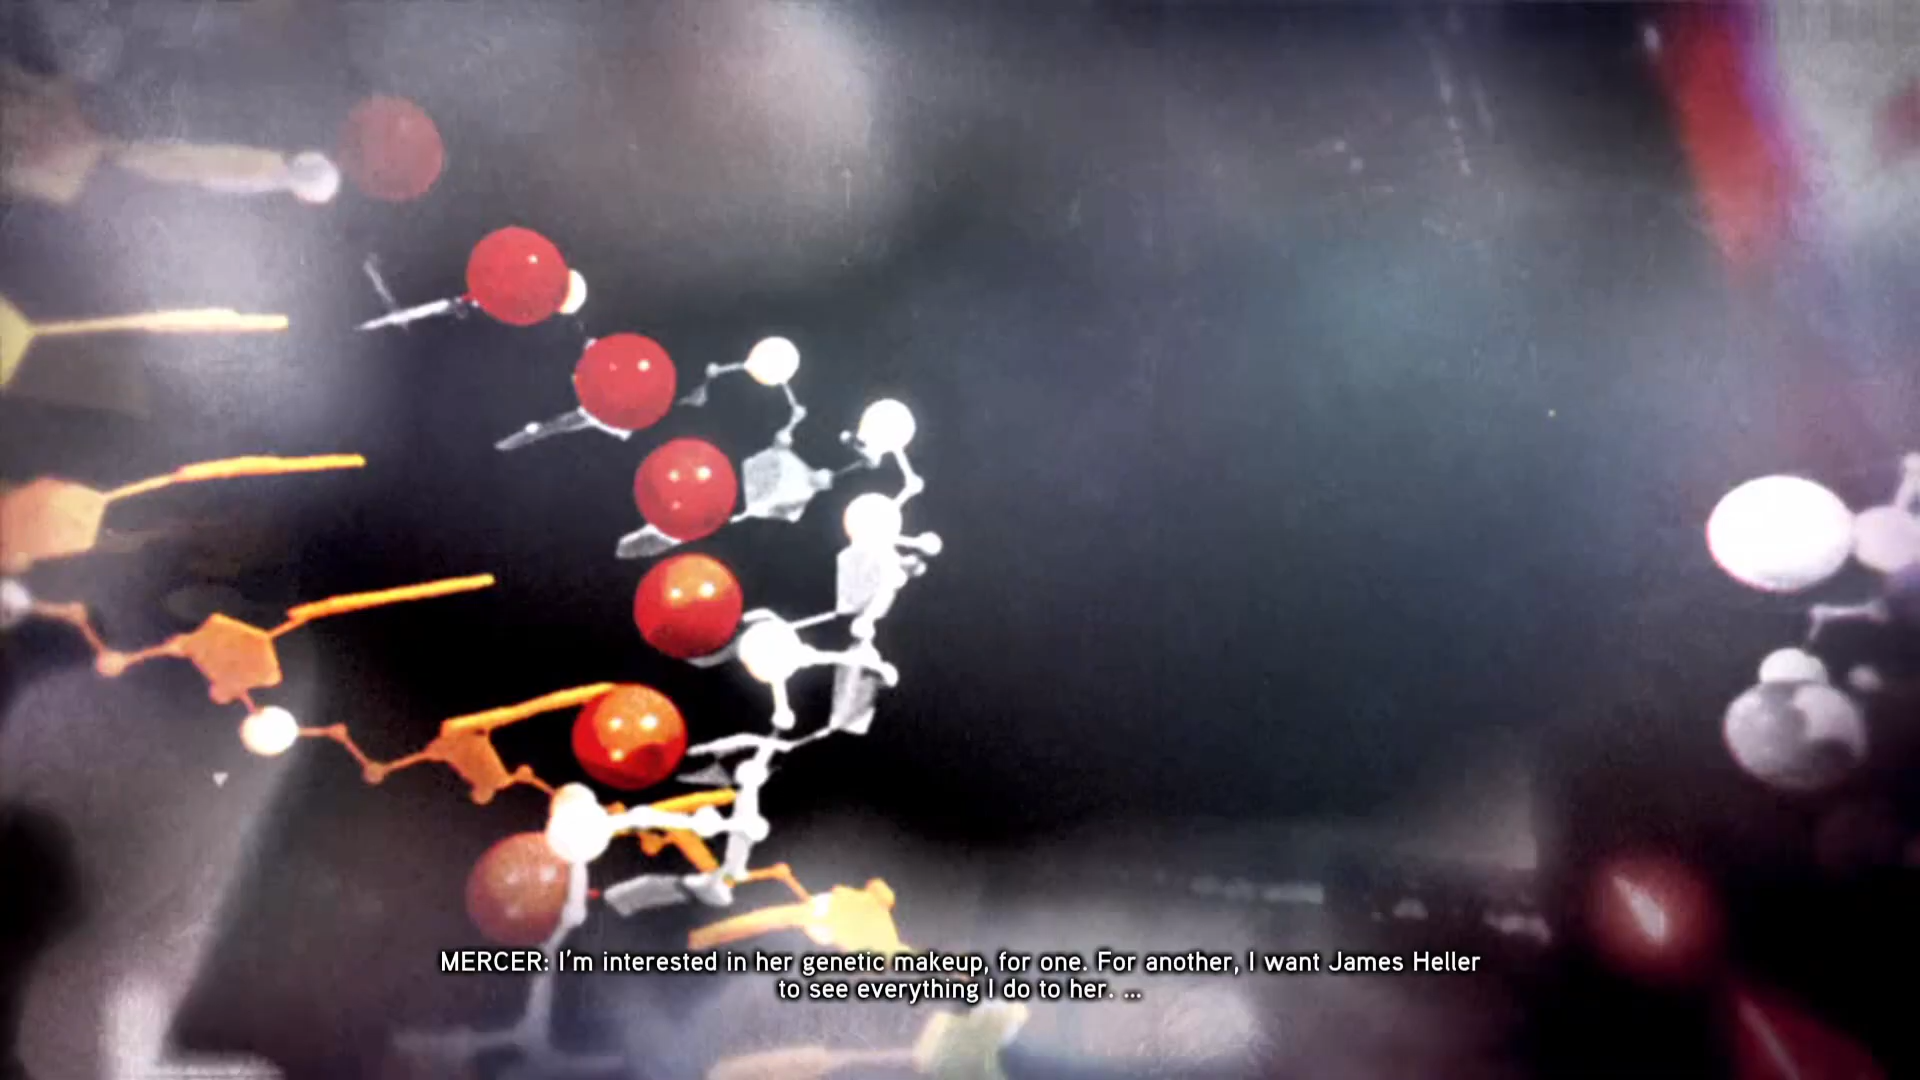 MERCER: I'm interested in her genetic makeup, for one. For another, I want James Heller
to see everything I do to her. ...